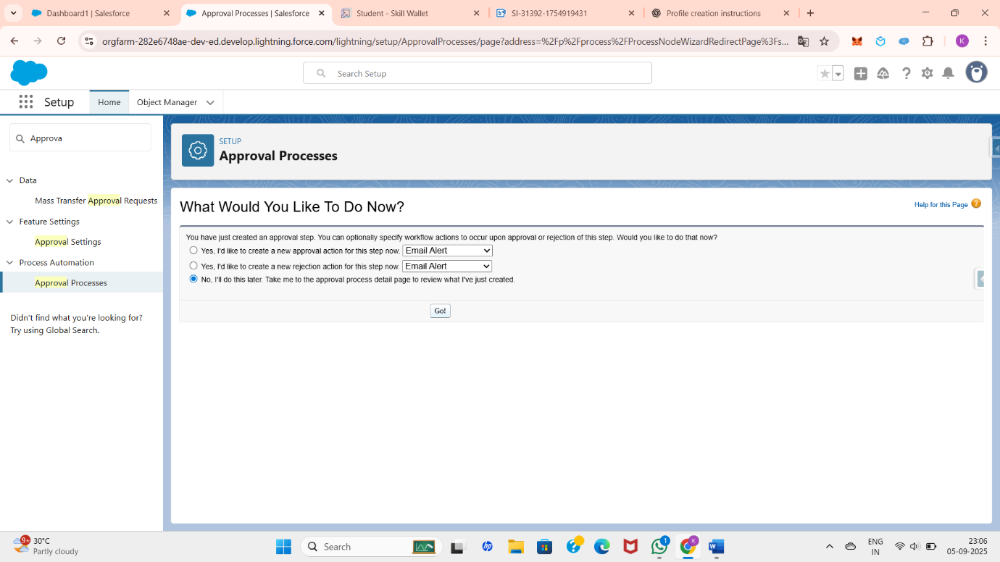 Dashboard1 | Salesforce
Approval Processes | Salesforce
Student - Skill Wallet
SI-31392-1754919431
Profile creation instructions
orgfarm-282e6748ae-dev-ed.develop.lightning.force.com/lightning/setup/ApprovalProcesses/page?address=%2Fp%2Fprocess%2FProcessNodeWizardRedirectPage%3Fs...
K
Search Setup
Setup
Home
Object Manager
Approva
SETUP
Approval Processes
Data
Mass Transfer Approval Requests
Feature Settings
Approval Settings
Process Automation
Approval Processes
Didn't find what you're looking for?
Try using Global Search.
What Would You Like To Do Now?
Help for this Page ?
You have just created an approval step. You can optionally specify workflow actions to occur upon approval or rejection of this step. Would you like to do that now?
Yes, I'd like to create a new approval action for this step now. Email Alert
Yes, I'd like to create a new rejection action for this step now. Email Alert
No, I'll do this later. Take me to the approval process detail page to review what I've just created.
Go!
9+
30°C
Partly cloudy
Search
hp
1
K
ENG
IN
23:06
05-09-2025